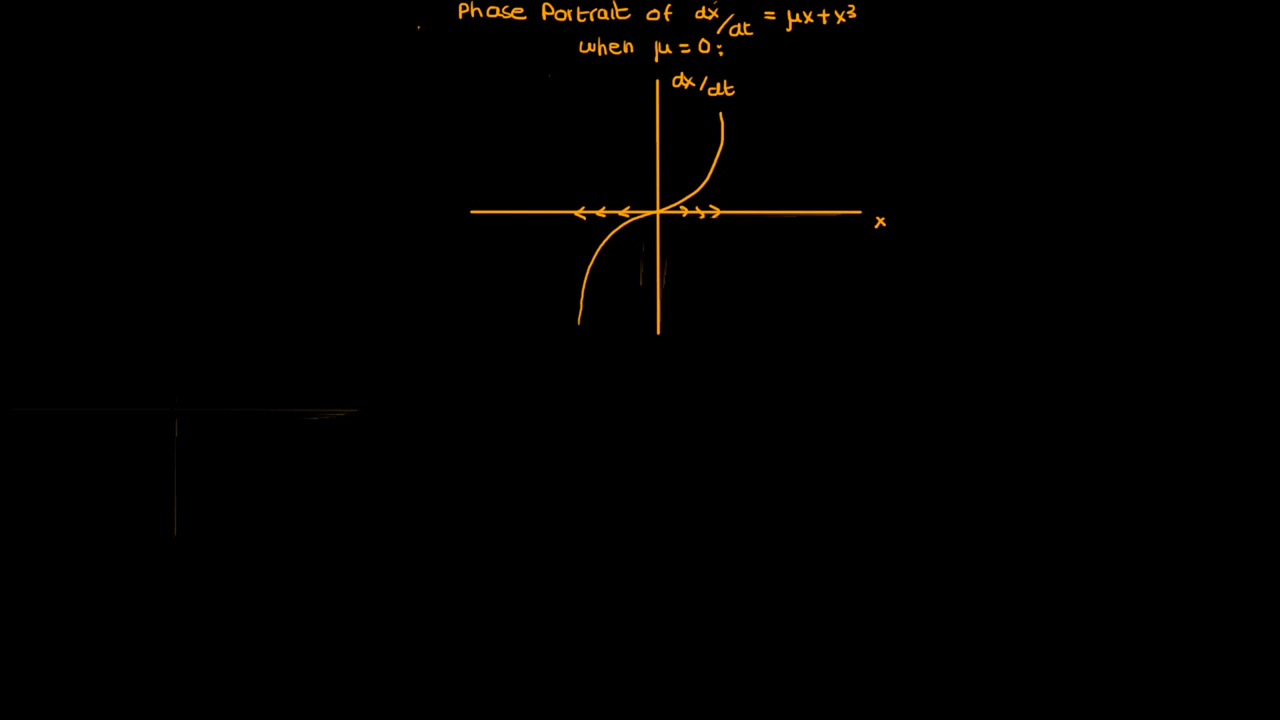 Phase Portrait of dx/dt = μx+x³
when μ = 0:
dx/dt
x